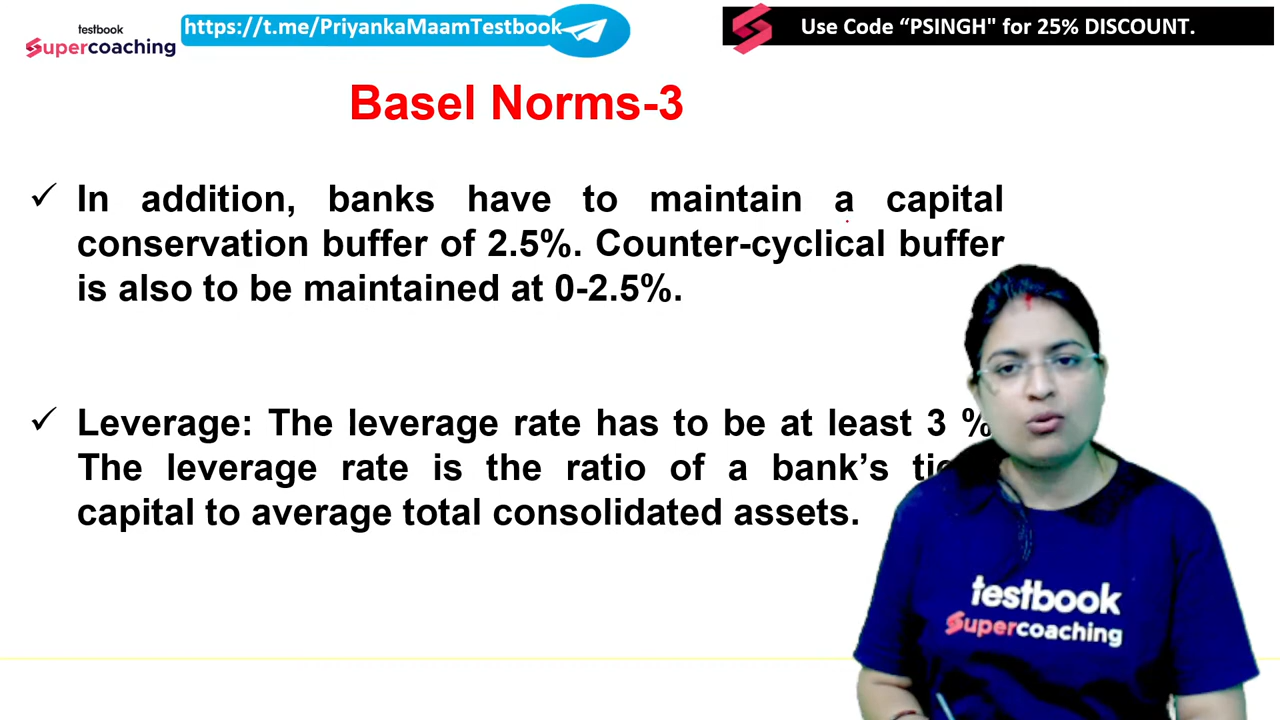 testbook
Supercoaching
https://t.me/PriyankaMaamTestbook
Use Code “PSINGH" for 25% DISCOUNT.
Basel Norms-3
✓ In addition, banks have to maintain a capital
conservation buffer of 2.5%. Counter-cyclical buffer
is also to be maintained at 0-2.5%.
✓ Leverage: The leverage rate has to be at least 3 %
The leverage rate is the ratio of a bank’s
capital to average total consolidated assets.
testbook
Supercoaching